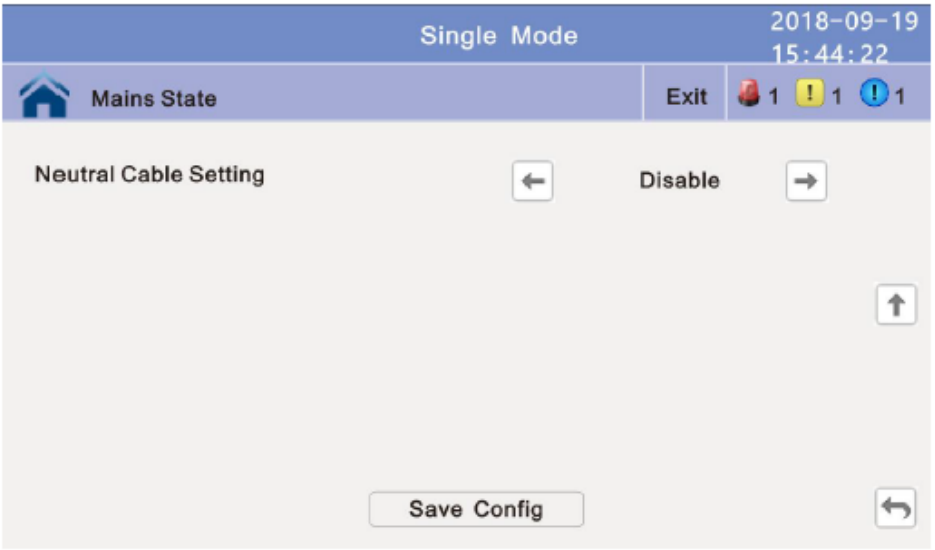 Single Mode
2018-09-19
15:44:22
Mains State
Exit
1
! 1
! 1
Neutral Cable Setting
← Disable →
↑
Save Config